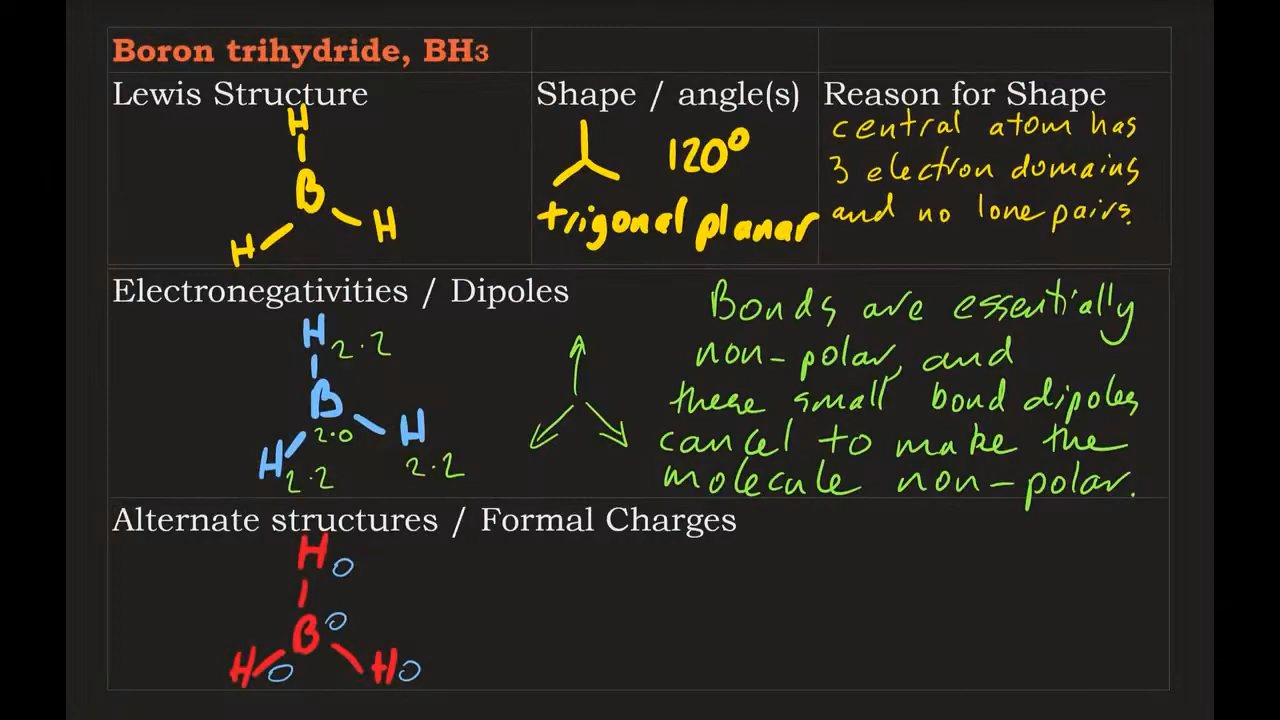 Boron trihydride, BH3
Lewis Structure
H
B
H H
Shape / angle(s)
120°
trigonal planar
Reason for Shape
central atom has
3 electron domains
and no lone pairs.
Electronegativities / Dipoles
H
2.2
B
2.0
H
2.2
H
2.2
Bonds are essentially
non-polar, and
these small bond dipoles
cancel to make the
molecule non-polar.
Alternate structures / Formal Charges
H 0
B 0
H 0 H 0